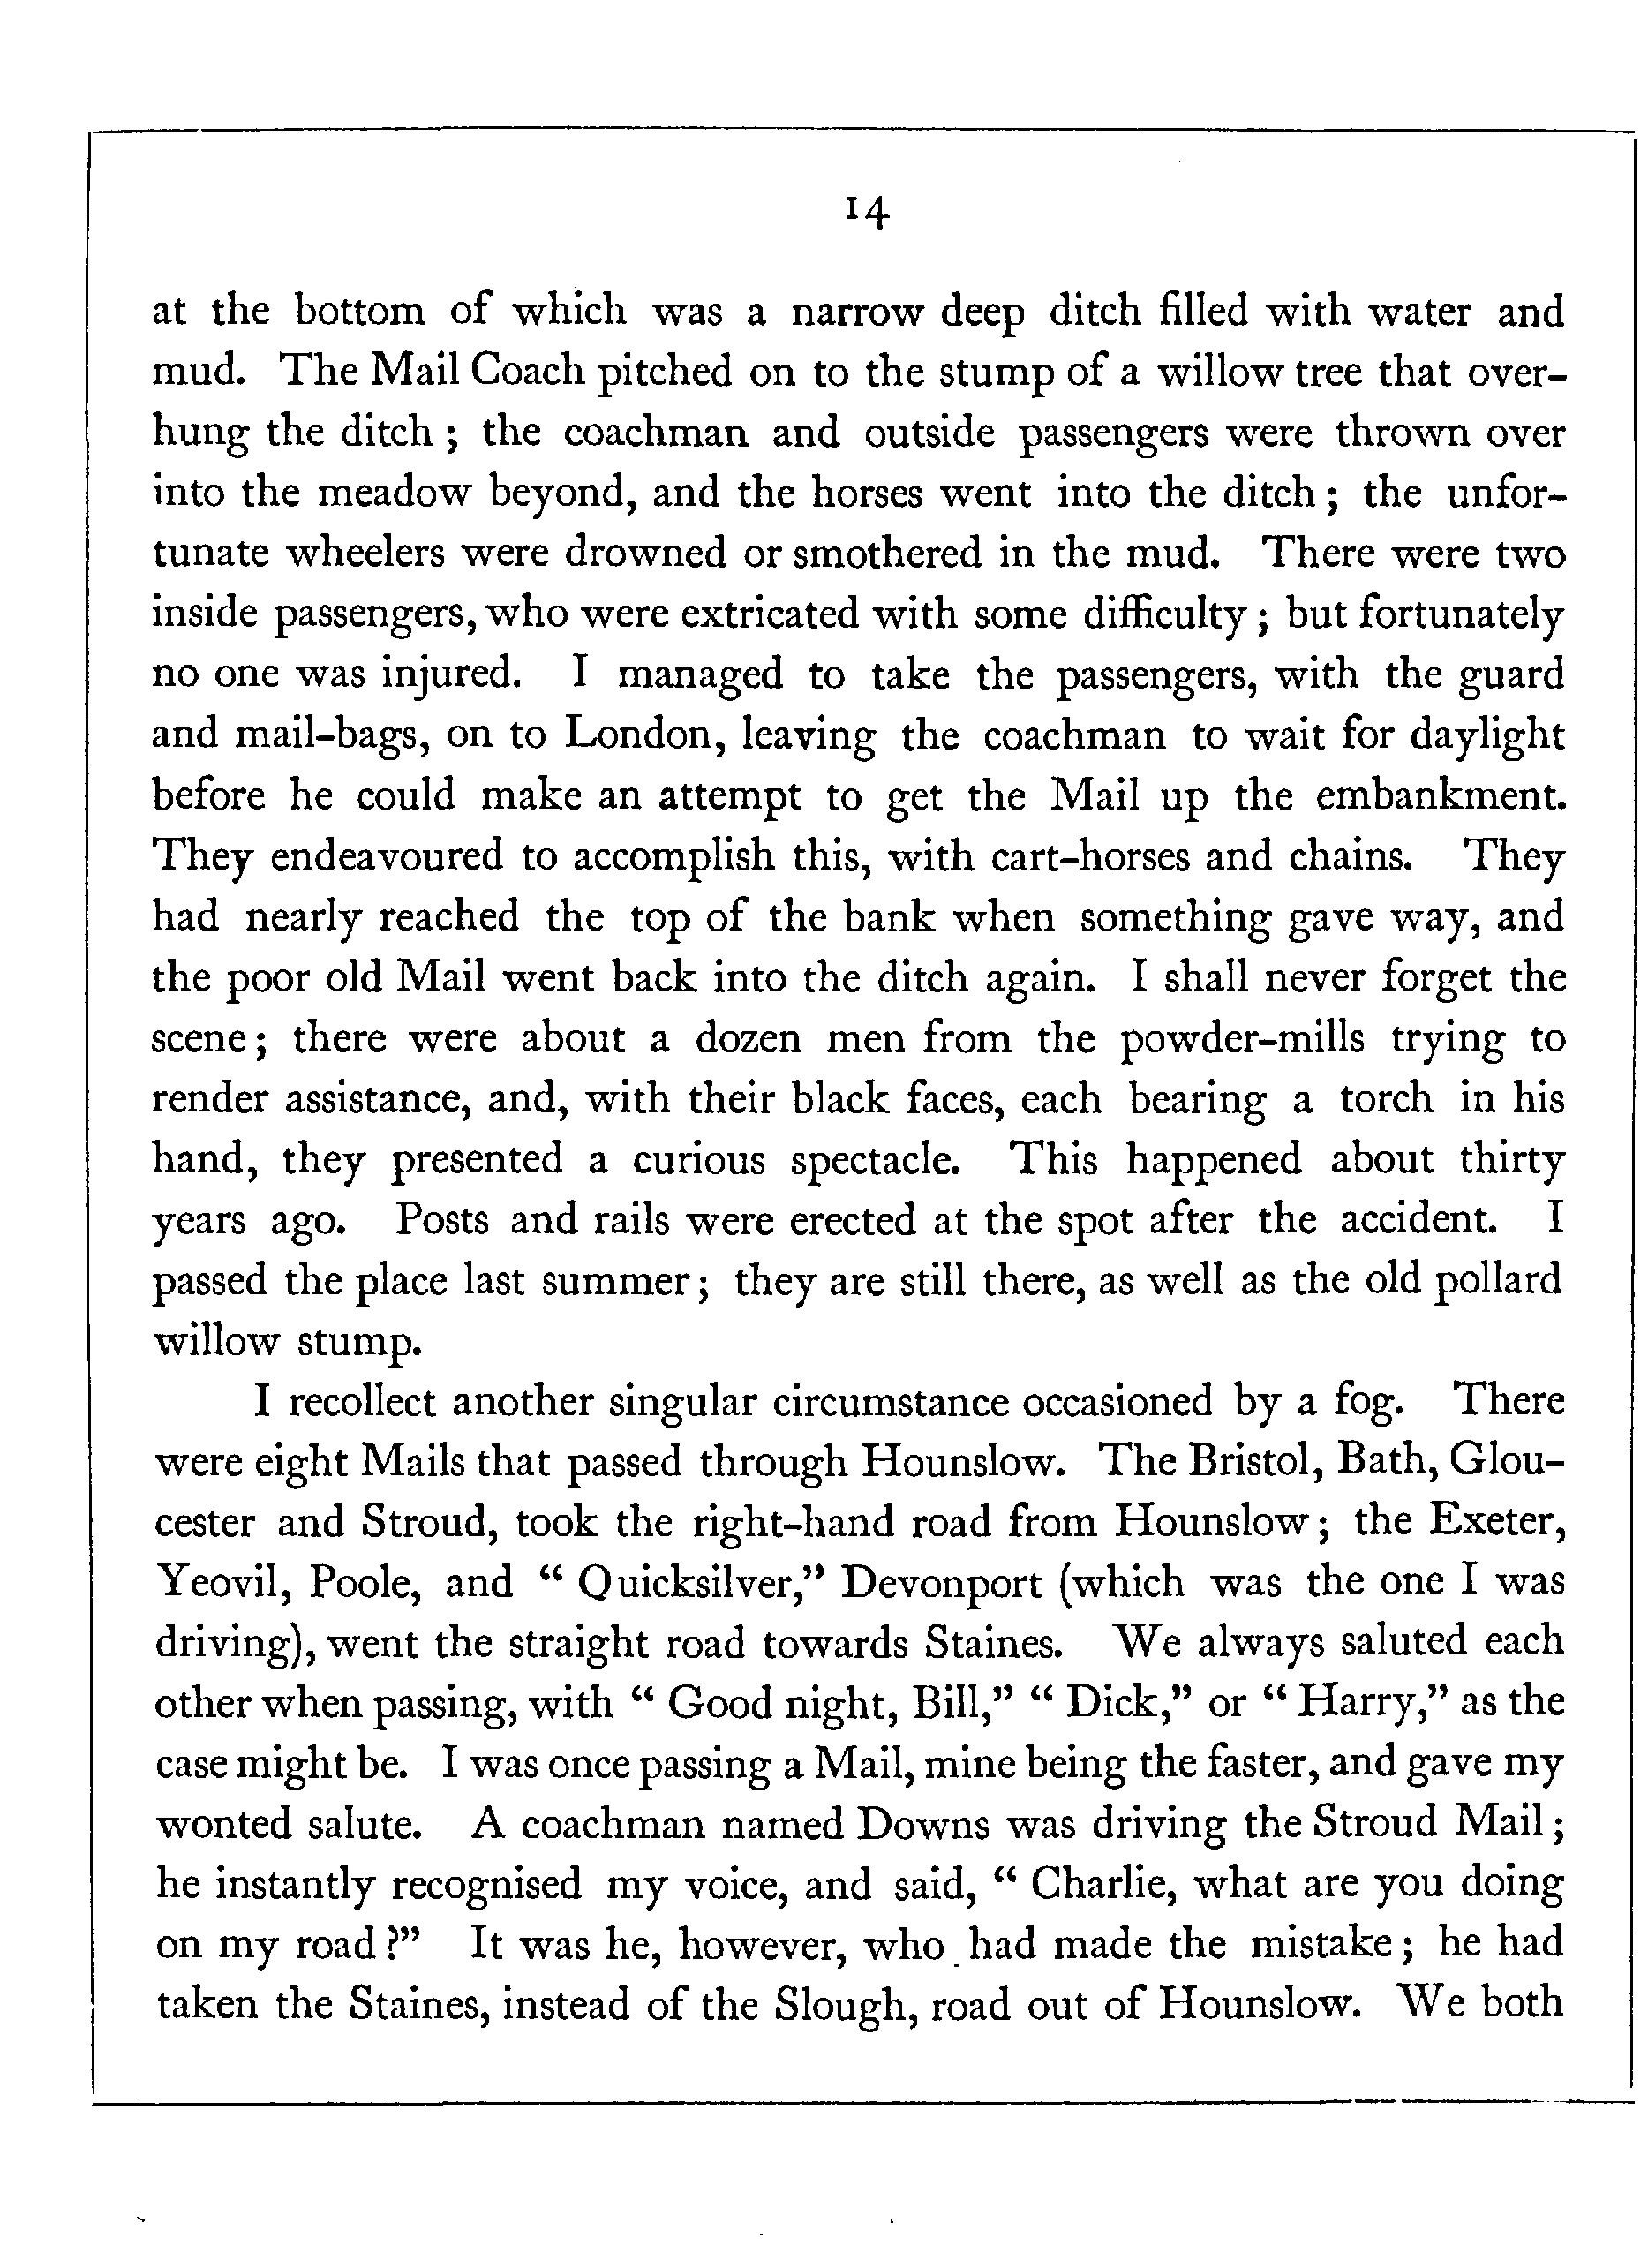 14
at the bottom of which was a narrow deep ditch filled with water and
mud. The Mail Coach pitched on to the stump of a willow tree that over-
hung the ditch ; the coachman and outside passengers were thrown over
into the meadow beyond, and the horses went into the ditch ; the unfor-
tunate wheelers were drowned or smothered in the mud. There were two
inside passengers, who were extricated with some difficulty ; but fortunately
no one was injured. I managed to take the passengers, with the guard
and mail-bags, on to London, leaving the coachman to wait for daylight
before he could make an attempt to get the Mail up the embankment.
They endeavoured to accomplish this, with cart-horses and chains. They
had nearly reached the top of the bank when something gave way, and
the poor old Mail went back into the ditch again. I shall never forget the
scene ; there were about a dozen men from the powder-mills trying to
render assistance, and, with their black faces, each bearing a torch in his
hand, they presented a curious spectacle. This happened about thirty
years ago. Posts and rails were erected at the spot after the accident. I
passed the place last summer ; they are still there, as well as the old pollard
willow stump.
I recollect another singular circumstance occasioned by a fog. There
were eight Mails that passed through Hounslow. The Bristol, Bath, Glou-
cester and Stroud, took the right-hand road from Hounslow ; the Exeter,
Yeovil, Poole, and “ Quicksilver,” Devonport (which was the one I was
driving), went the straight road towards Staines. We always saluted each
other when passing, with “ Good night, Bill,” “ Dick,” or “ Harry,” as the
case might be. I was once passing a Mail, mine being the faster, and gave my
wonted salute. A coachman named Downs was driving the Stroud Mail ;
he instantly recognised my voice, and said, “ Charlie, what are you doing
on my road ?” It was he, however, who had made the mistake ; he had
taken the Staines, instead of the Slough, road out of Hounslow. We both